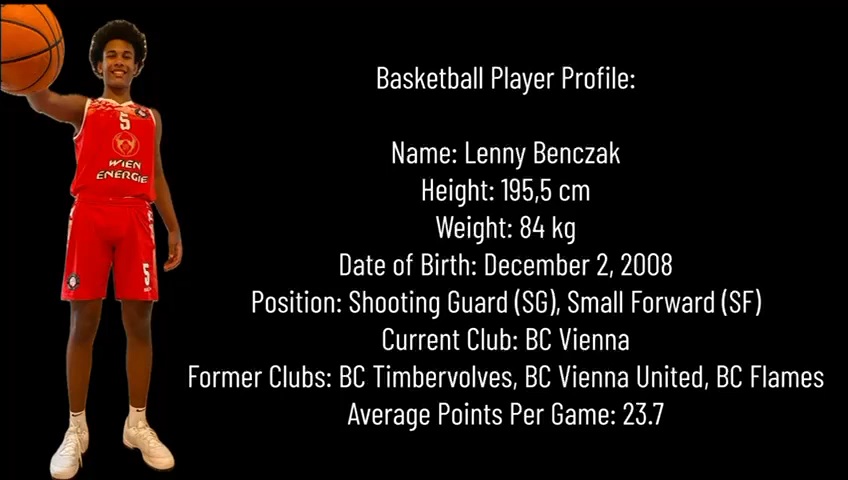 Basketball Player Profile:
Name: Lenny Benczak
Height: 195,5 cm
Weight: 84 kg
Date of Birth: December 2, 2008
Position: Shooting Guard (SG), Small Forward (SF)
Current Club: BC Vienna
Former Clubs: BC Timbervolves, BC Vienna United, BC Flames
Average Points Per Game: 23.7
5
WIEN
ENERGIE
5